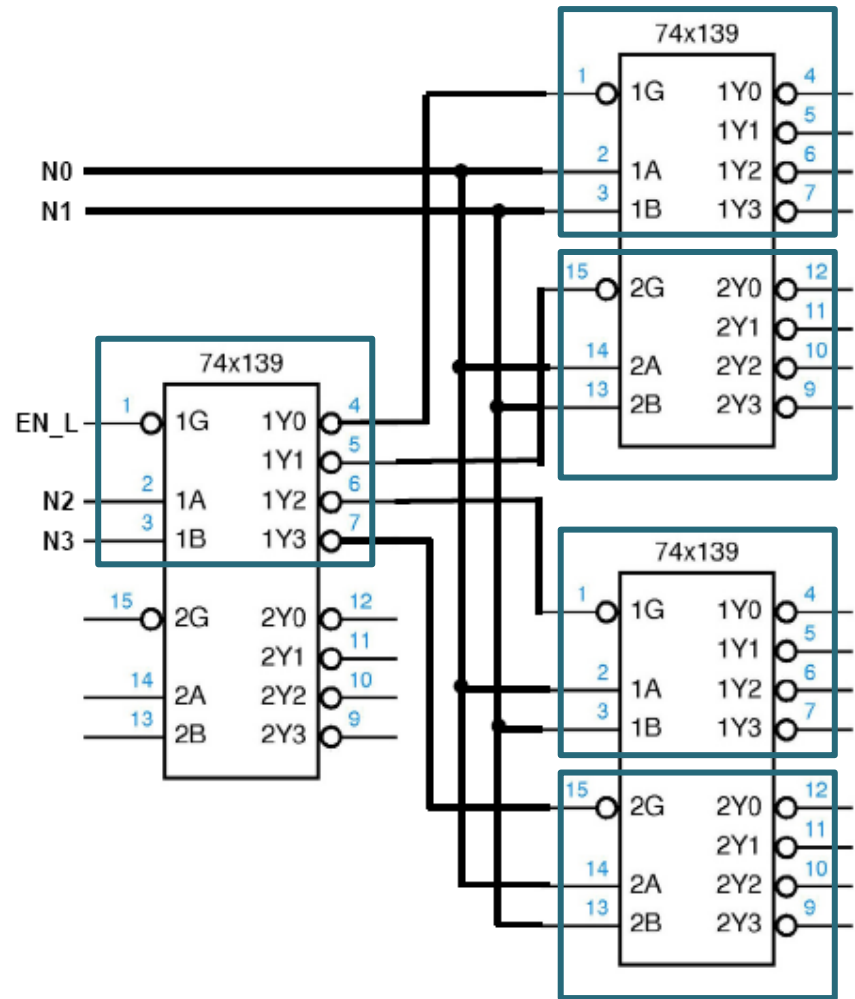 74x139
1 1G 1Y0 4
1Y1 5
N0 2 1A 1Y2 6
N1 3 1B 1Y3 7
15 2G 2Y0 12
2Y1 11
14 2A 2Y2 10
13 2B 2Y3 9
74x139
EN_L 1 1G 1Y0 4
1Y1 5
N2 2 1A 1Y2 6
N3 3 1B 1Y3 7
15 2G 2Y0 12
2Y1 11
14 2A 2Y2 10
13 2B 2Y3 9
74x139
1 1G 1Y0 4
1Y1 5
2 1A 1Y2 6
3 1B 1Y3 7
15 2G 2Y0 12
2Y1 11
14 2A 2Y2 10
13 2B 2Y3 9